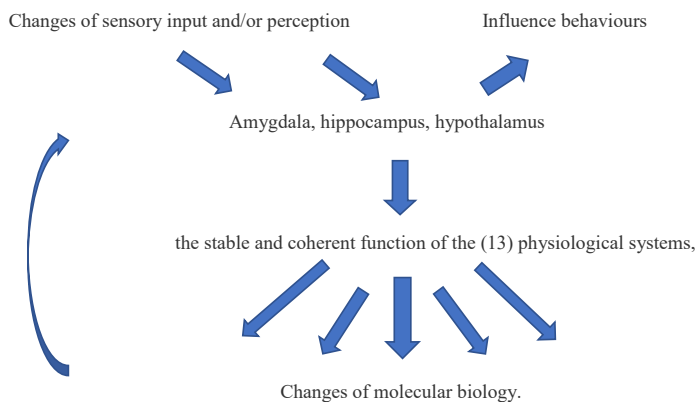 Changes of sensory input and/or perception
Influence behaviours
Amygdala, hippocampus, hypothalamus
the stable and coherent function of the (13) physiological systems,
Changes of molecular biology.